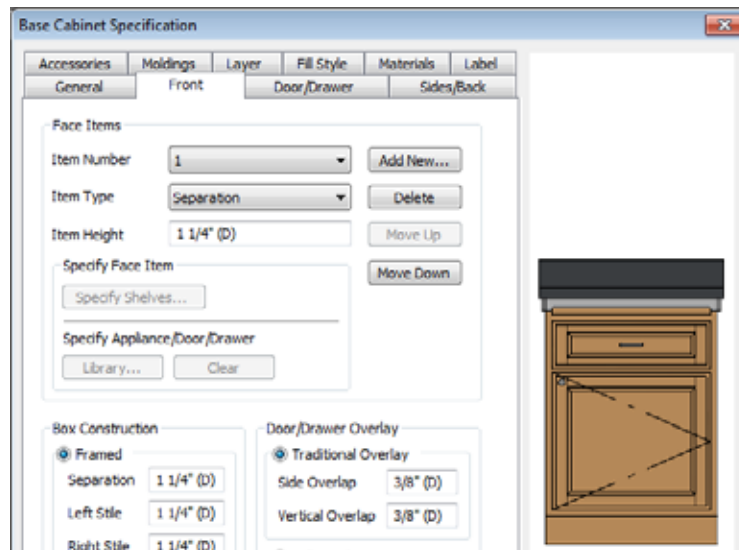 Base Cabinet Specification
Accessories Moldings Layer Fill Style Materials Label
General Front Door/Drawer Sides/Back
Face Items
Item Number 1 Add New...
Item Type Separation Delete
Item Height 1 1/4" (D) Move Up
Specify Face Item Move Down
Specify Shelves...
Specify Appliance/Door/Drawer
Library... Clear
Box Construction Door/Drawer Overlay
Framed Traditional Overlay
Separation 1 1/4" (D) Side Overlap 3/8" (D)
Left Stile 1 1/4" (D) Vertical Overlap 3/8" (D)
Right Stile 1 1/4" (D)